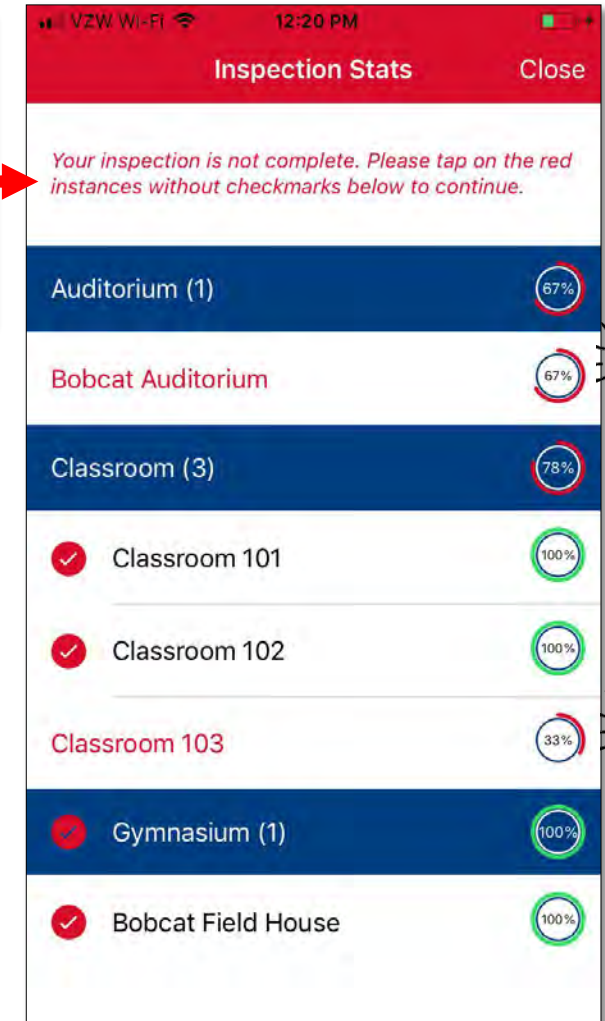 VZW Wi-Fi 12:20 PM
Inspection Stats Close
Your inspection is not complete. Please tap on the red
instances without checkmarks below to continue.
Auditorium (1) 67%
Bobcat Auditorium 67%
Classroom (3) 78%
Classroom 101 100%
Classroom 102 100%
Classroom 103 33%
Gymnasium (1) 100%
Bobcat Field House 100%